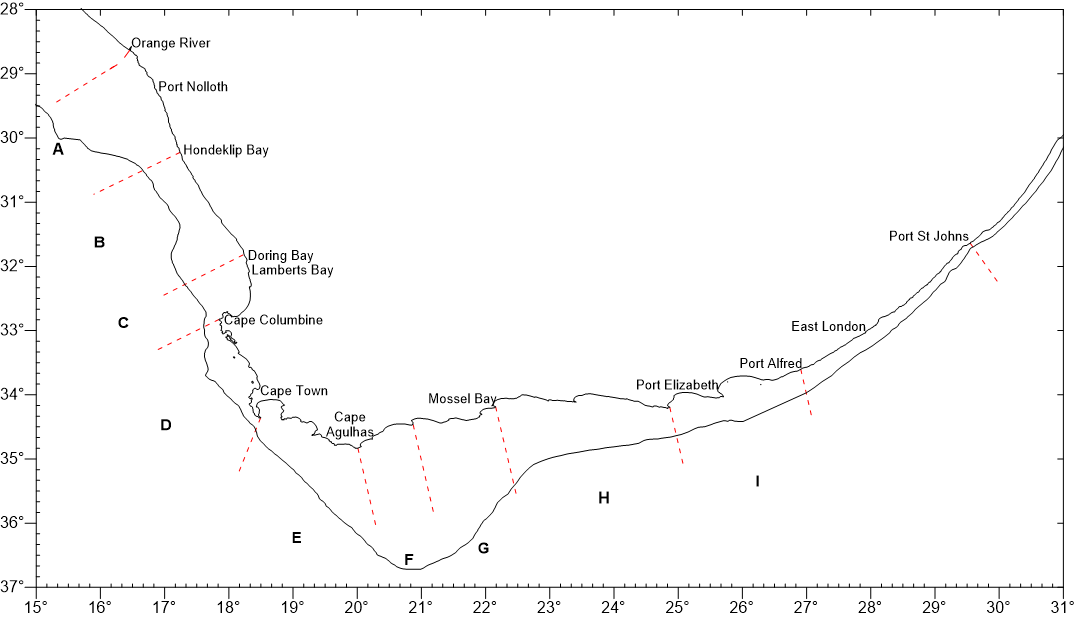 28°
Orange River
29°
Port Nolloth
30°
A
Hondeklip Bay
31°
Port St Johns
B
Doring Bay
32°
Lamberts Bay
C
Cape Columbine
33°
East London
Port Alfred
34°
Cape Town
Port Elizabeth
Mossel Bay
Cape
Agulhas
D
35°
I
H
36°
E
G
F
37°
15° 16° 17° 18° 19° 20° 21° 22° 23° 24° 25° 26° 27° 28° 29° 30° 31°